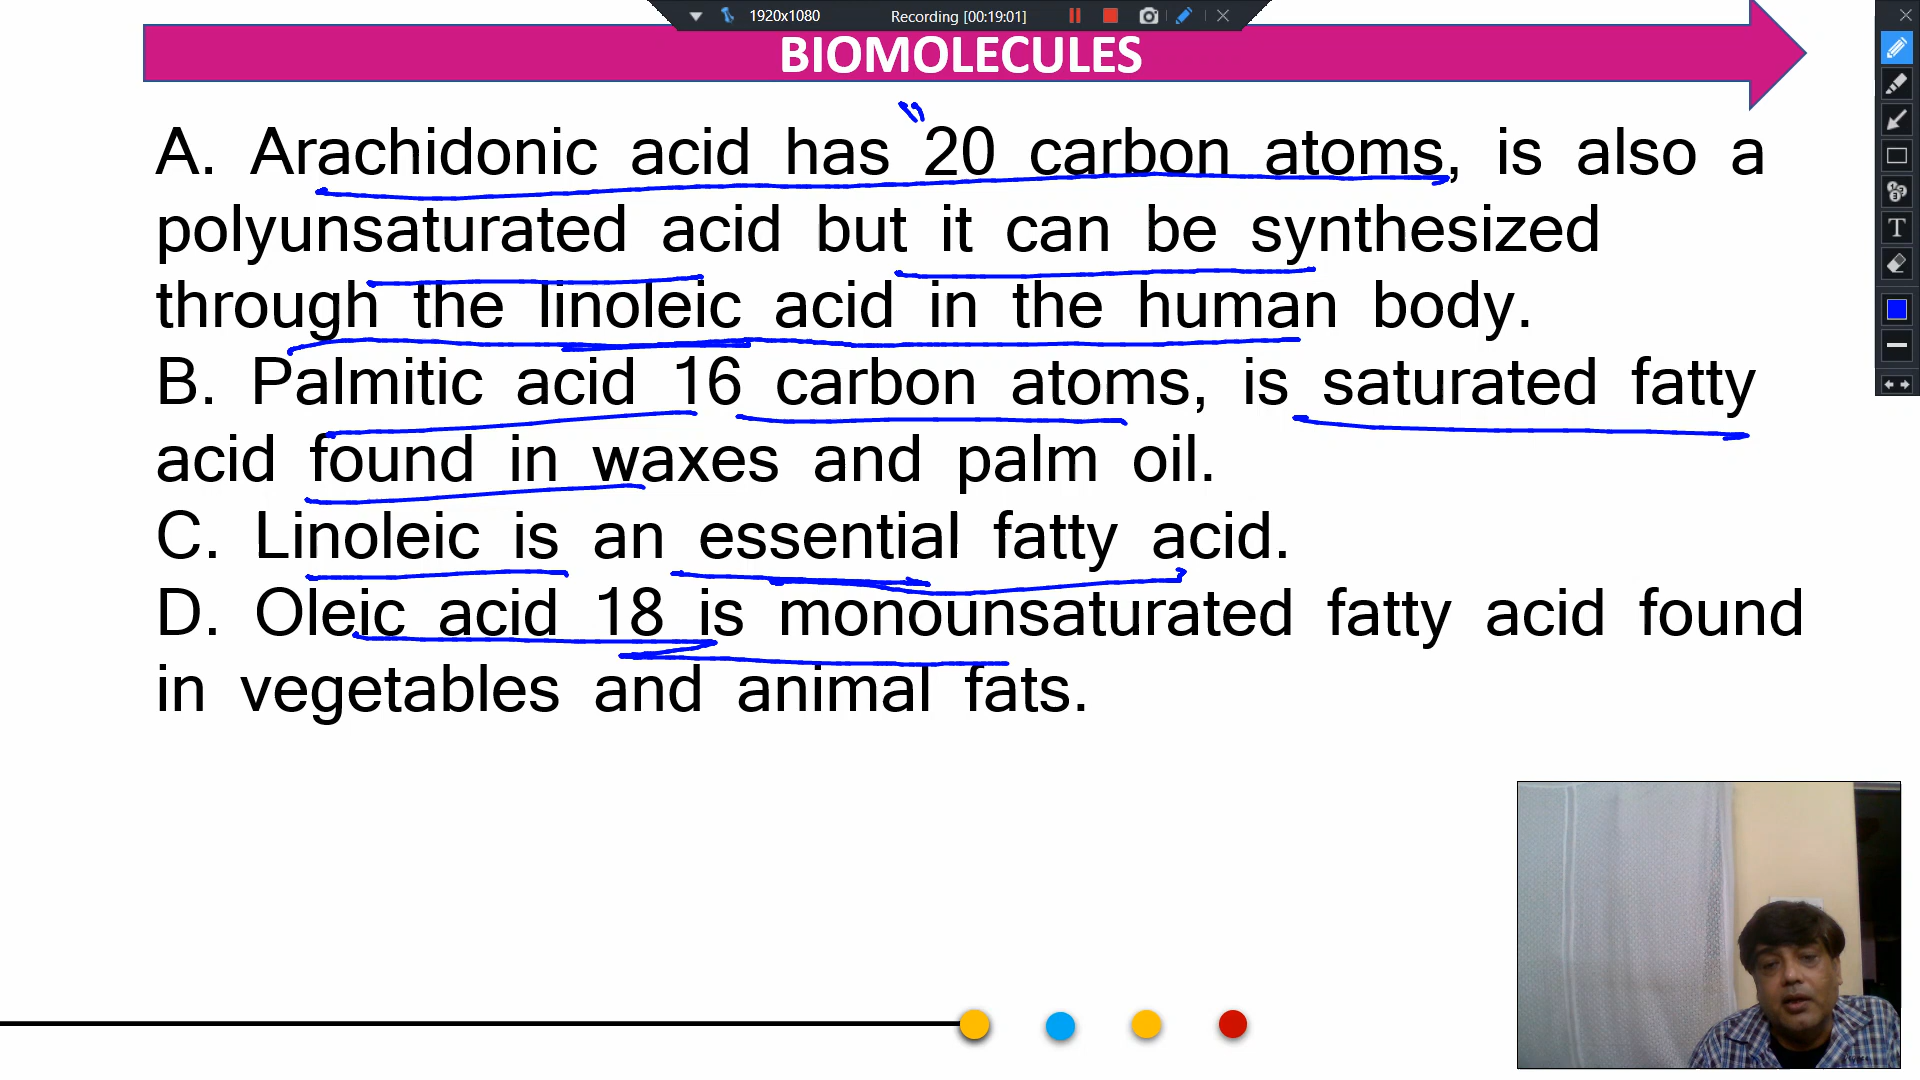 1920x1080 Recording [00:19:01]
BIOMOLECULES
A. Arachidonic acid has 20 carbon atoms, is also a
polyunsaturated acid but it can be synthesized
through the linoleic acid in the human body.
B. Palmitic acid 16 carbon atoms, is saturated fatty
acid found in waxes and palm oil.
C. Linoleic is an essential fatty acid.
D. Oleic acid 18 is monounsaturated fatty acid found
in vegetables and animal fats.